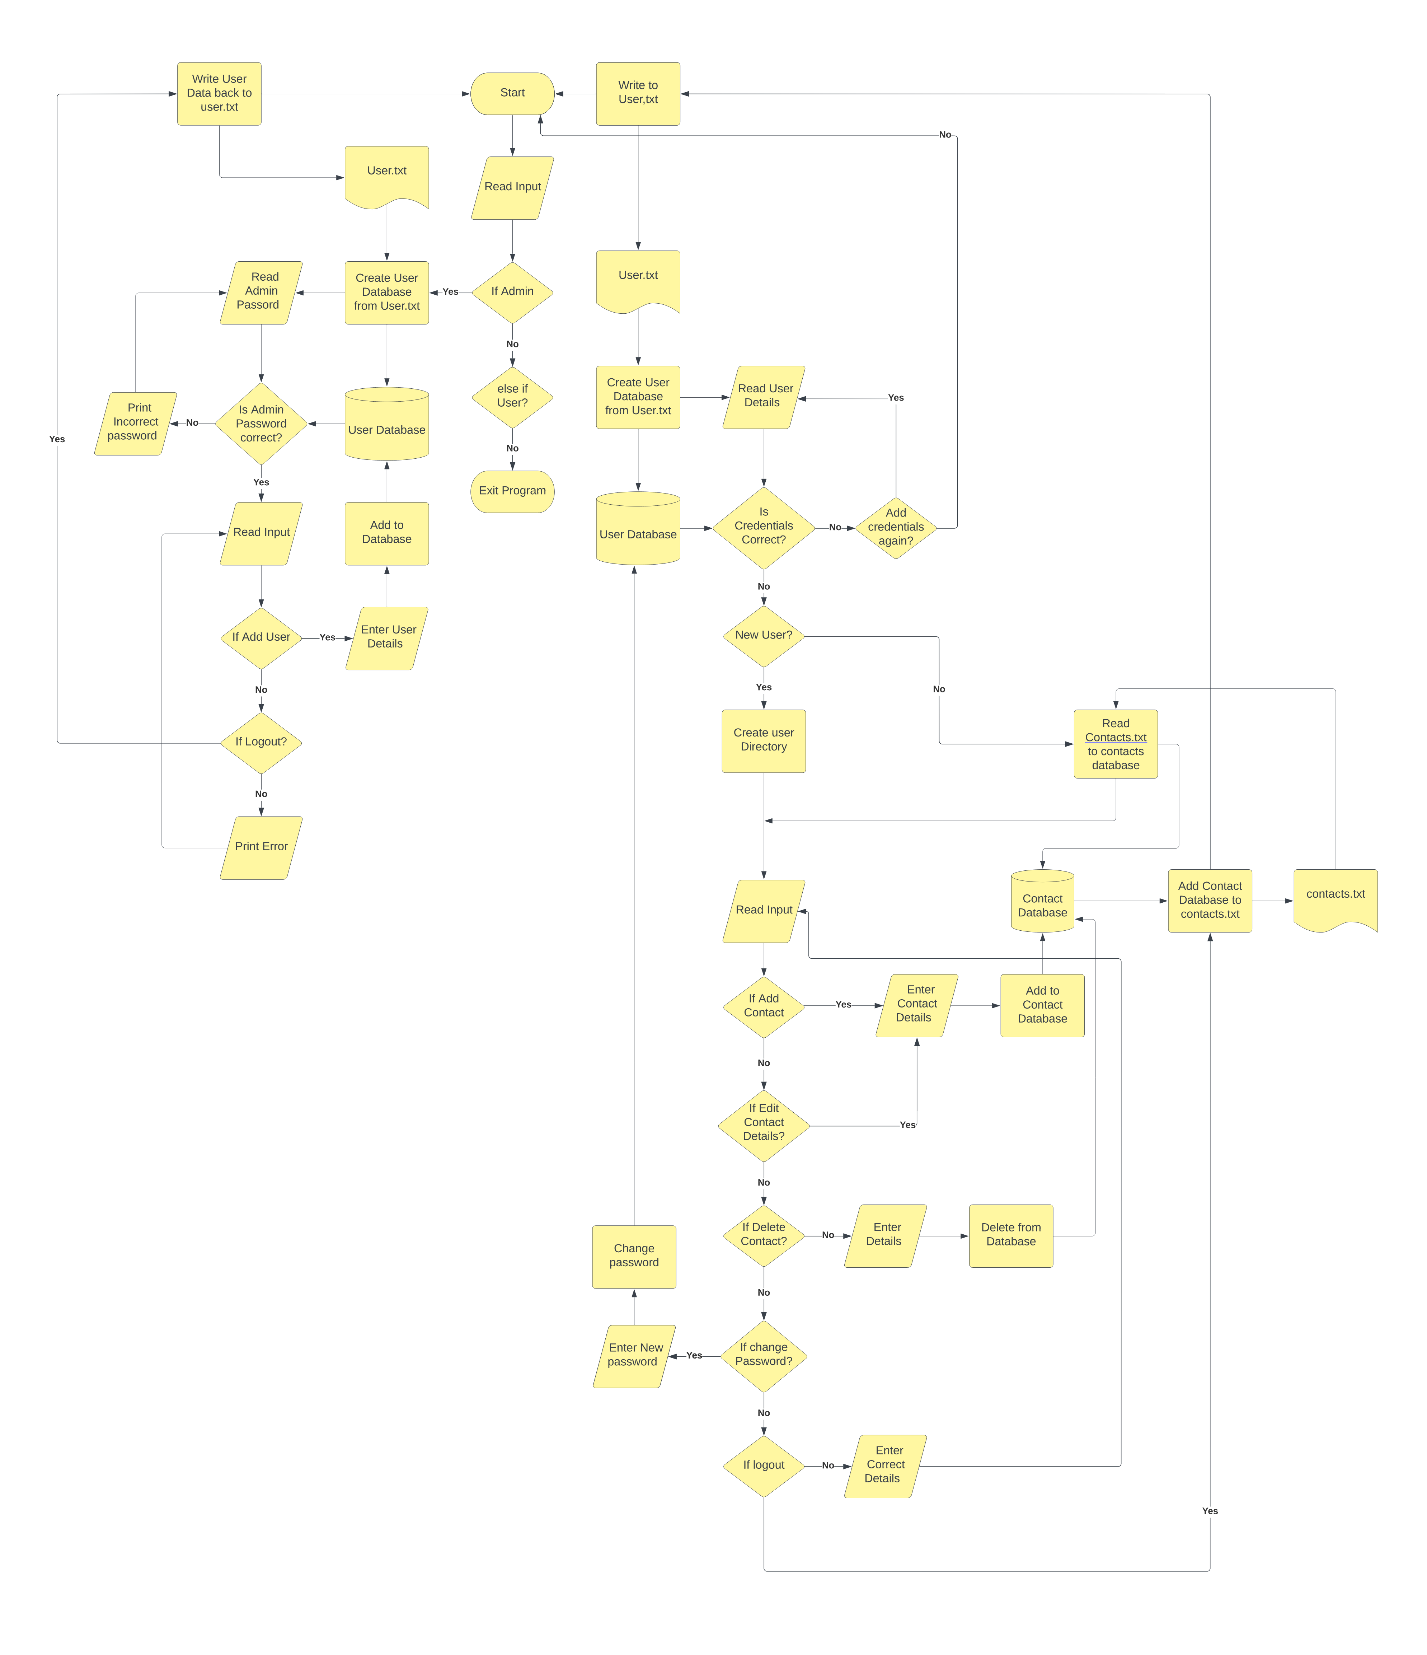 Write User
Data back to
user.txt
Start
Write to
User,txt
No
User.txt
Read Input
User.txt
Read
Admin
Passord
Create User
Database
from User.txt
Yes
If Admin
No
else if
User?
No
Exit Program
Create User
Database
from User.txt
Read User
Details
Yes
Print
Incorrect
password
No
Is Admin
Password
correct?
User Database
Yes
Yes
Read Input
Add to
Database
User Database
Is
Credentials
Correct?
No
Add
credentials
again?
No
If Add User
Yes
Enter User
Details
New User?
No
Yes
No
If Logout?
Create user
Directory
Read
Contacts.txt
to contacts
database
No
Print Error
Read Input
Contact
Database
Add Contact
Database to
contacts.txt
contacts.txt
If Add
Contact
Yes
Enter
Contact
Details
Add to
Contact
Database
No
If Edit
Contact
Details?
Yes
No
If Delete
Contact?
No
Enter
Details
Delete from
Database
Change
password
No
Enter New
password
Yes
If change
Password?
No
If logout
No
Enter
Correct
Details
Yes